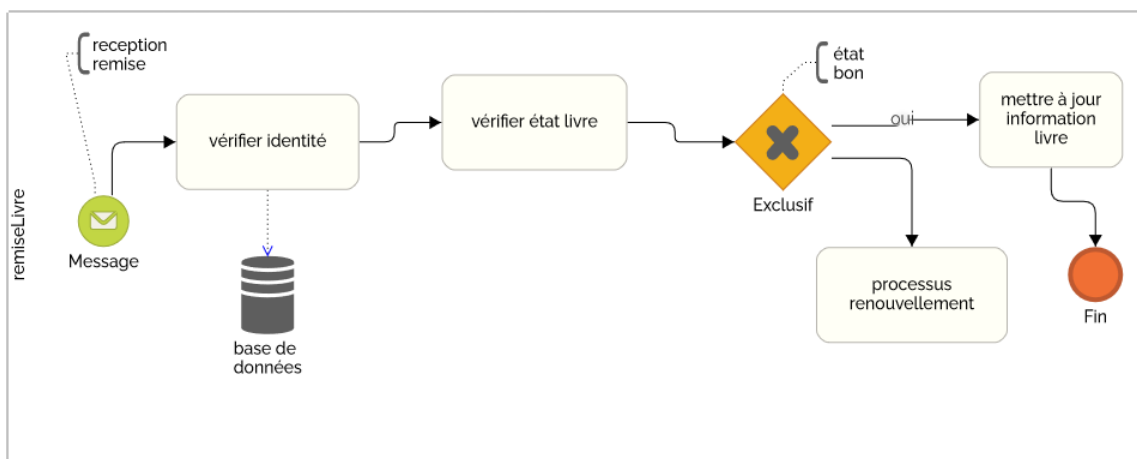 reception
remise
état
bon
vérifier identité
vérifier état livre
oui
mettre à jour
information
livre
remiseLivre
Message
Exclusif
processus
renouvellement
Fin
base de
données